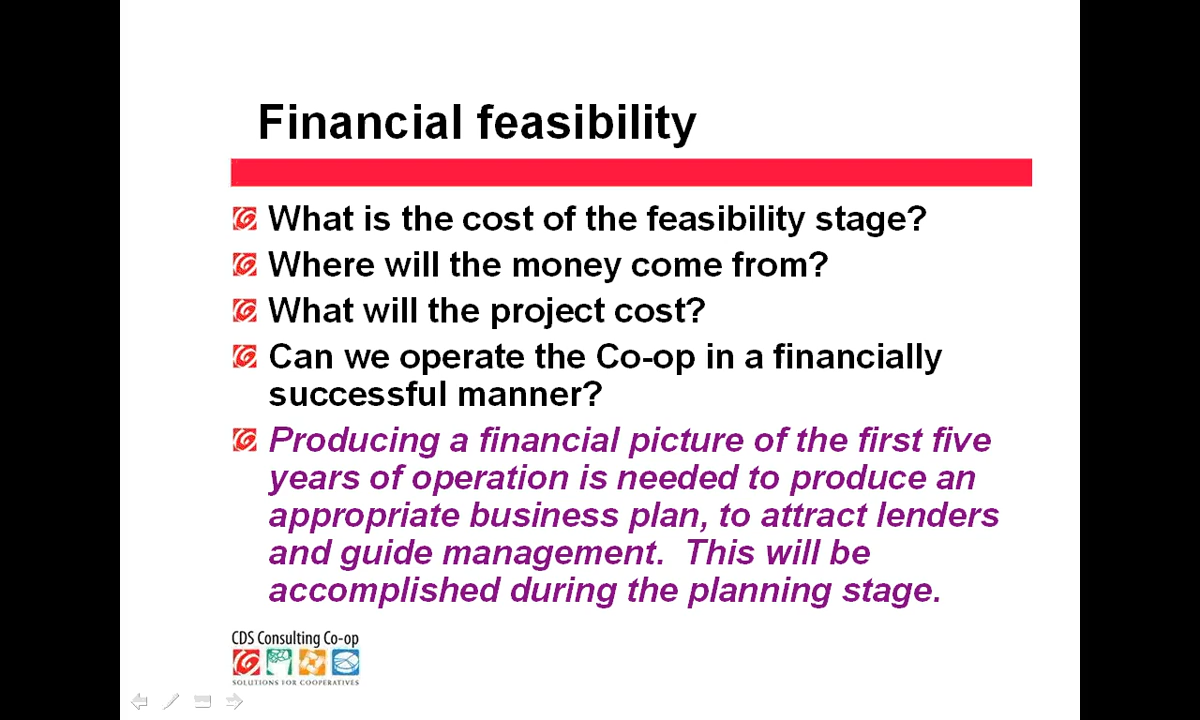 Financial feasibility
What is the cost of the feasibility stage?
Where will the money come from?
What will the project cost?
Can we operate the Co-op in a financially
successful manner?
Producing a financial picture of the first five
years of operation is needed to produce an
appropriate business plan, to attract lenders
and guide management.  This will be
accomplished during the planning stage.
CDS Consulting Co-op
SOLUTIONS FOR COOPERATIVES